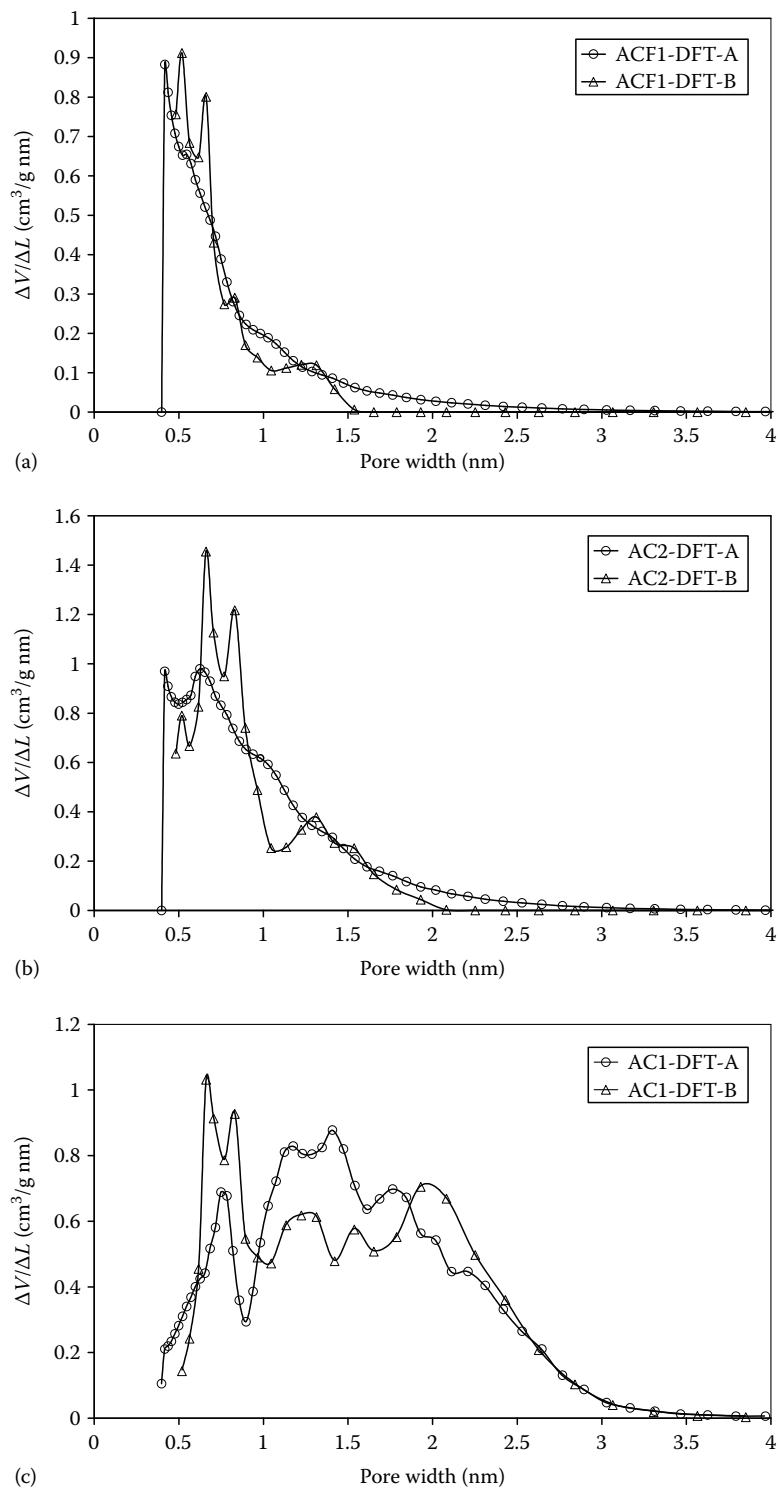 1
0.9
0.8
0.7
0.6
0.5
0.4
0.3
0.2
0.1
0
ΔV/ΔL (cm³/g nm)
ACF1-DFT-A
ACF1-DFT-B
0 0.5 1 1.5 2 2.5 3 3.5 4
Pore width (nm)
(a)
1.6
1.4
1.2
1
0.8
0.6
0.4
0.2
0
ΔV/ΔL (cm³/g nm)
AC2-DFT-A
AC2-DFT-B
0 0.5 1 1.5 2 2.5 3 3.5 4
Pore width (nm)
(b)
1.2
1
0.8
0.6
0.4
0.2
0
ΔV/ΔL (cm³/g nm)
AC1-DFT-A
AC1-DFT-B
0 0.5 1 1.5 2 2.5 3 3.5 4
Pore width (nm)
(c)